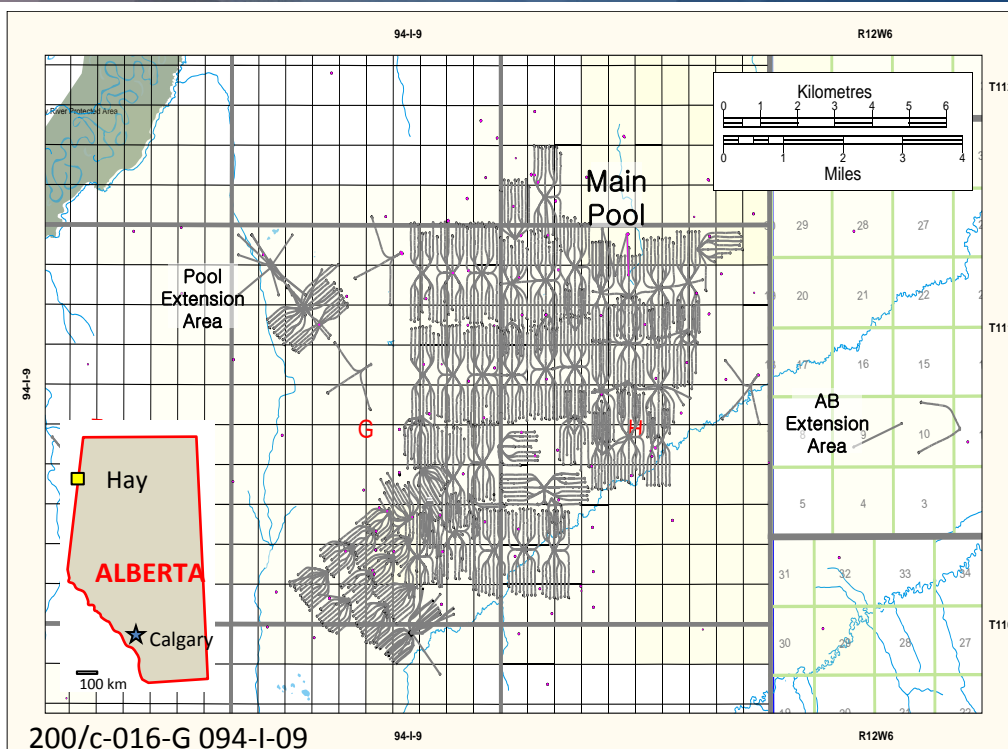 94-I-9
R12W6
River Protected Area
Kilometres
0 1 2 3 4 5 6
0 1 2 3 4
Miles
Main
Pool
Pool
Extension
Area
29 28 27
20 21 22
17 16 15
94-I-9
G
H
AB
Extension
Area
9 10
5 4 3
Hay
ALBERTA
Calgary
100 km
31 32 33 34
30 29 28 27
200/c-016-G 094-I-09
94-I-9
R12W6